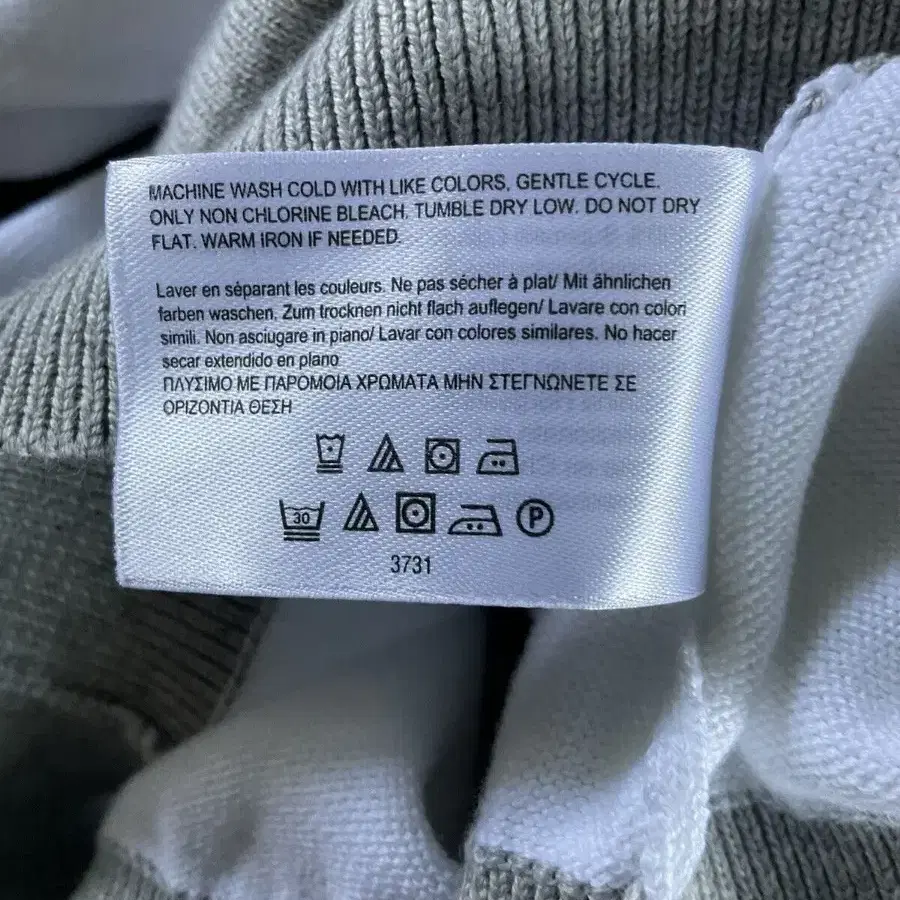 MACHINE WASH COLD WITH LIKE COLORS, GENTLE CYCLE.
ONLY NON CHLORINE BLEACH. TUMBLE DRY LOW. DO NOT DRY
FLAT. WARM IRON IF NEEDED.
Laver en séparant les couleurs. Ne pas sécher à plat/ Mit ähnlichen
farben waschen. Zum trocknen nicht flach auflegen/ Lavare con colori
simili. Non asciugare in piano/ Lavar con colores similares. No hacer
secar extendido en plano
ΠΛΥΣΙΜΟ ΜΕ ΠΑΡΟΜΟΙΑ ΧΡΩΜΑΤΑ ΜΗΝ ΣΤΕΓΝΩΝΕΤΕ ΣΕ
ΟΡΙΖΟΝΤΙΑ ΘΕΣΗ
30 P
3731